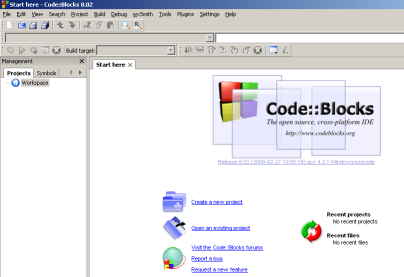 Start here - Code::Blocks 8.02
File Edit View Search Project Build Debug wxSmith Tools Plugins Settings Help
Build target:
Management
Projects Symbols
Workspace
Start here
Code::Blocks
The open source, cross-platform IDE
http://www.codeblocks.org
Release 8.02 (2008-02-27 19:55:16) gcc 4.2.1 Windows/unicode
Create a new project
Open an existing project
Visit the Code::Blocks forums
Report a bug
Request a new feature
Recent projects
No recent projects
Recent files
No recent files